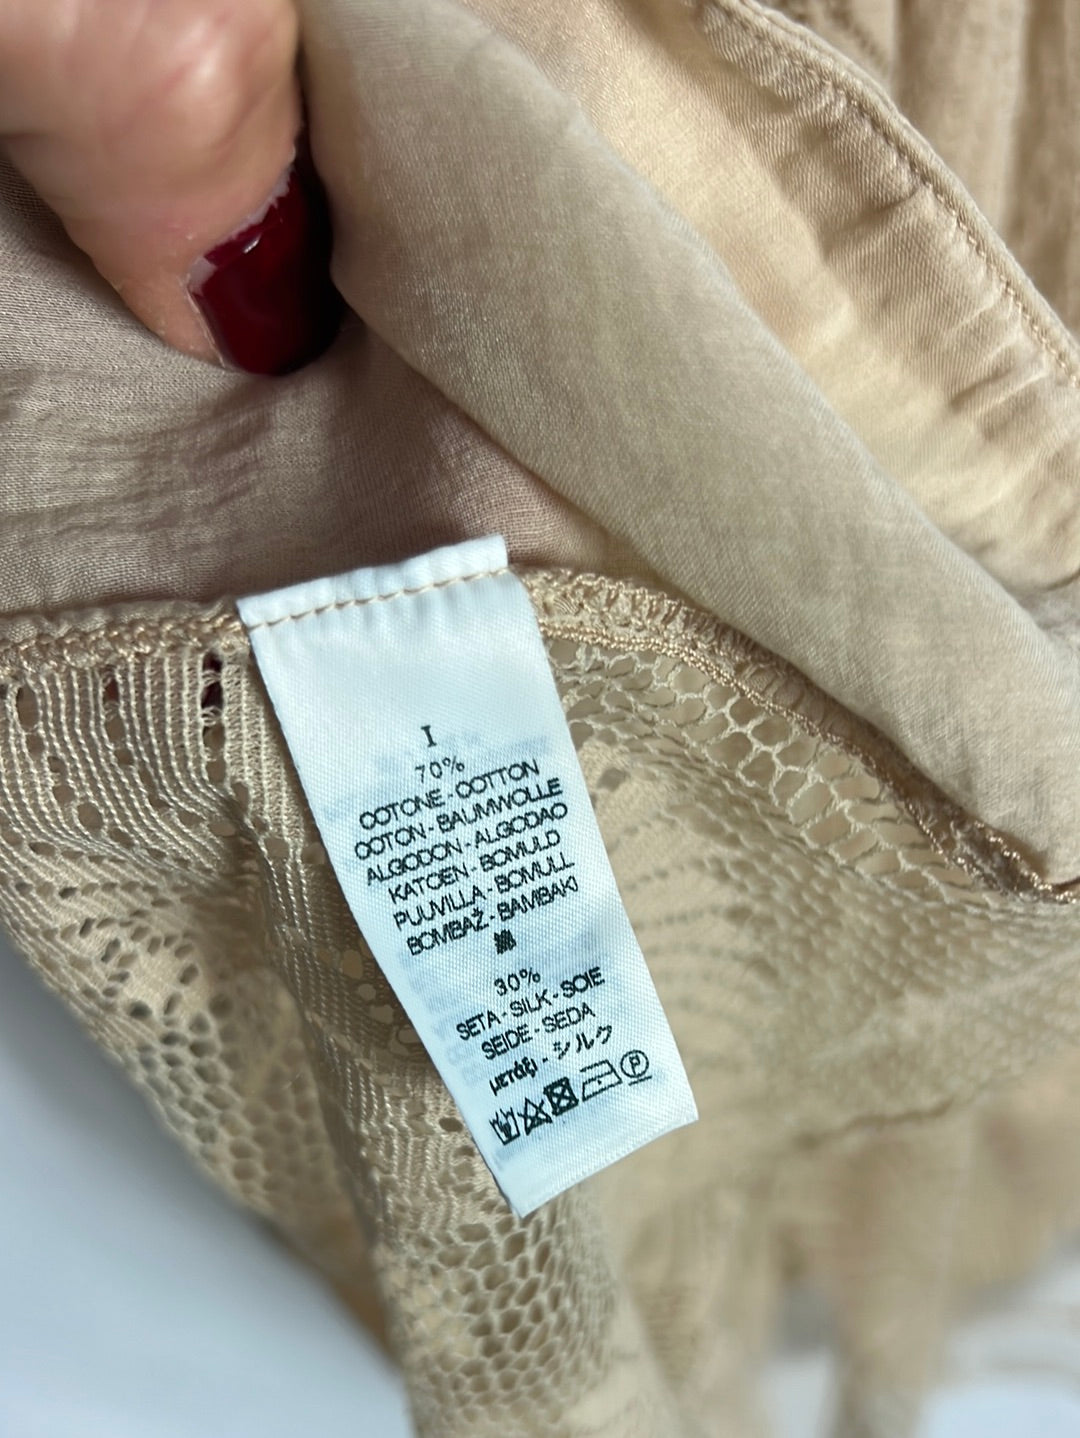 I
70%
COTONE - COTTON
COTON - BAUMWOLLE
ALGODON - ALGODAO
KATOEN - BOMULD
PUUVILLA - BOMULL
BOMBAŽ - BAMBAKI
30%
SETA - SILK - SOIE
SEIDE - SEDA
μετάξι - シルク
P